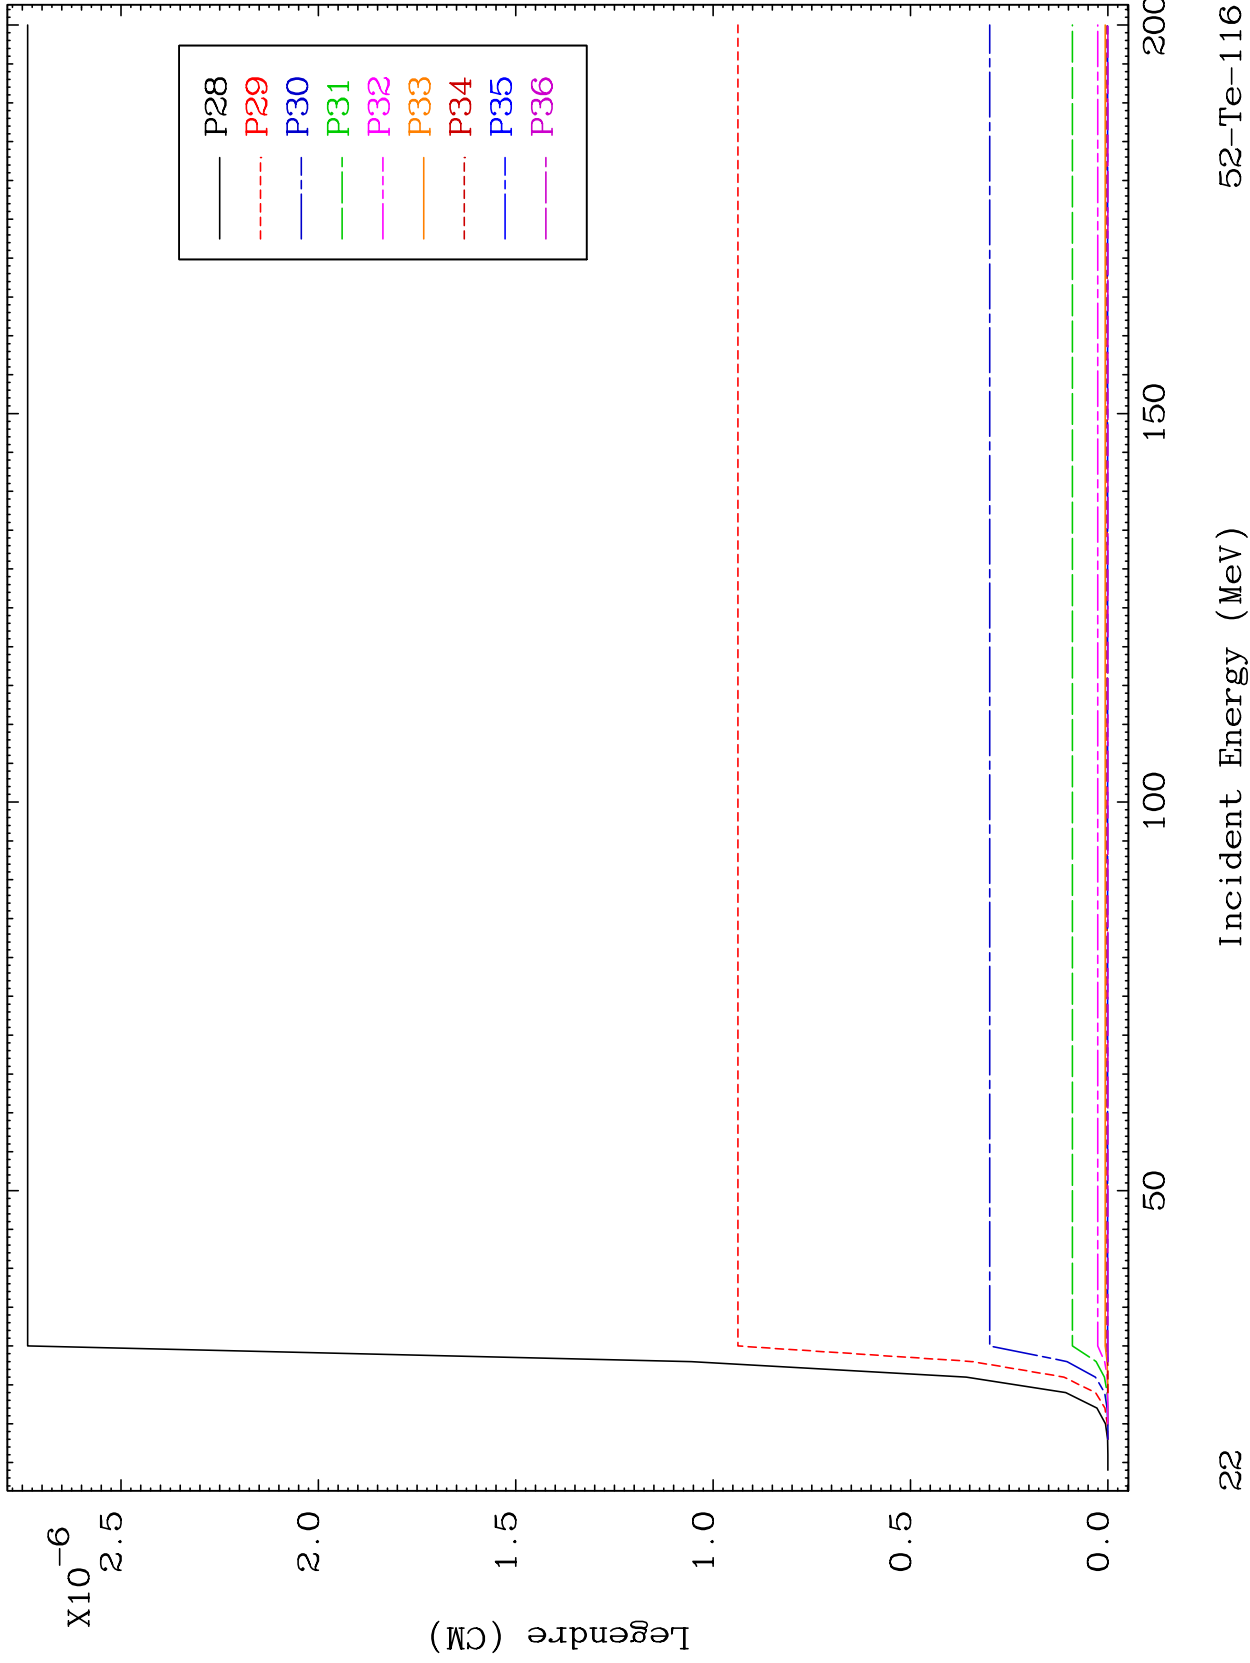 X10-6
2.5
2.0
1.5
1.0
0.5
0.0
Legendre (CM)
P28
P29
P30
P31
P32
P33
P34
P35
P36
50
100
150
200
Incident Energy (MeV)
22
52-Te-116